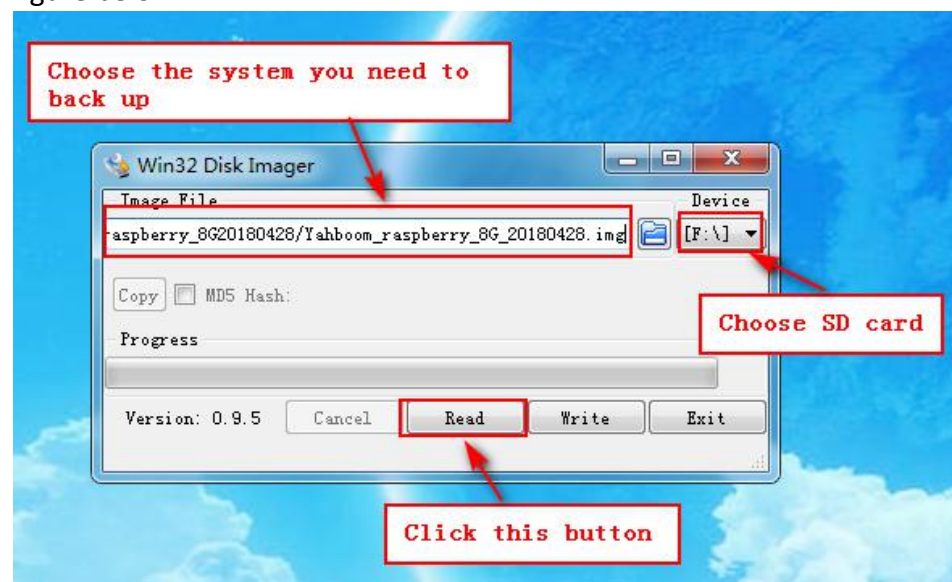 Choose the system you need to
back up
Win32 Disk Imager
Image File
Device
raspberry_8G20180428/Yahboom_raspberry_8G_20180428.img
[F:\]
Copy
MD5 Hash:
Choose SD card
Progress
Version: 0.9.5
Cancel
Read
Write
Exit
Click this button